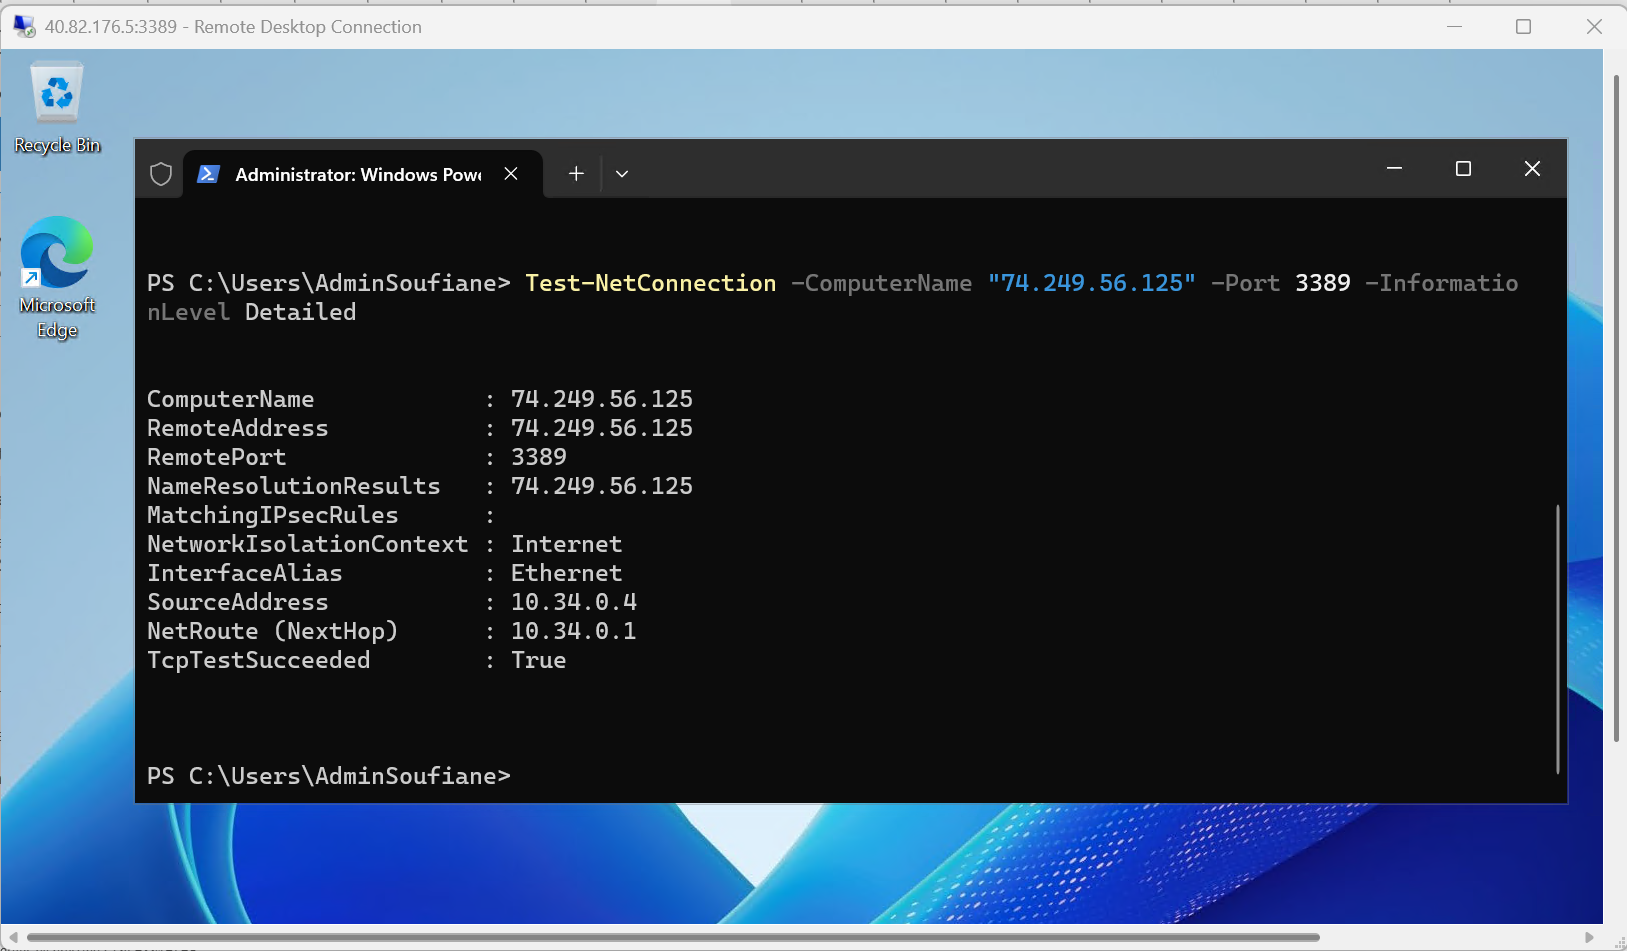 40.82.176.5:3389 - Remote Desktop Connection
Recycle Bin
Microsoft
Edge
Administrator: Windows Powe
PS C:\Users\AdminSoufiane> Test-NetConnection -ComputerName "74.249.56.125" -Port 3389 -Informatio
nLevel Detailed
ComputerName : 74.249.56.125
RemoteAddress : 74.249.56.125
RemotePort : 3389
NameResolutionResults : 74.249.56.125
MatchingIPsecRules :
NetworkIsolationContext : Internet
InterfaceAlias : Ethernet
SourceAddress : 10.34.0.4
NetRoute (NextHop) : 10.34.0.1
TcpTestSucceeded : True
PS C:\Users\AdminSoufiane>